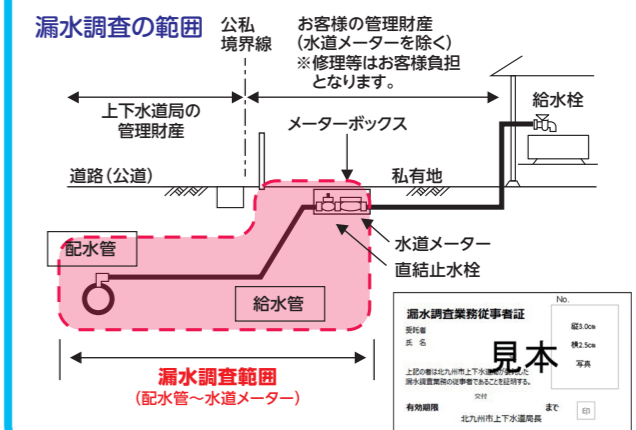 漏水調査の範囲
公私
境界線
お客様の管理財産
(水道メーターを除く)
※修理等はお客様負担
となります。
上下水道局の
管理財産
給水栓
メーターボックス
道路(公道)
私有地
配水管
水道メーター
直結止水栓
給水管
漏水調査範囲
(配水管～水道メーター)
No.
漏水調査業務従事者証
受託者
氏 名
縦3.0cm
横2.5cm
写真
見本
上記の者は北九州市上下水道局が
した
漏水調査業務の従事者であることを証明する。
交付
有効期限
まで
印
北九州市上下水道局長